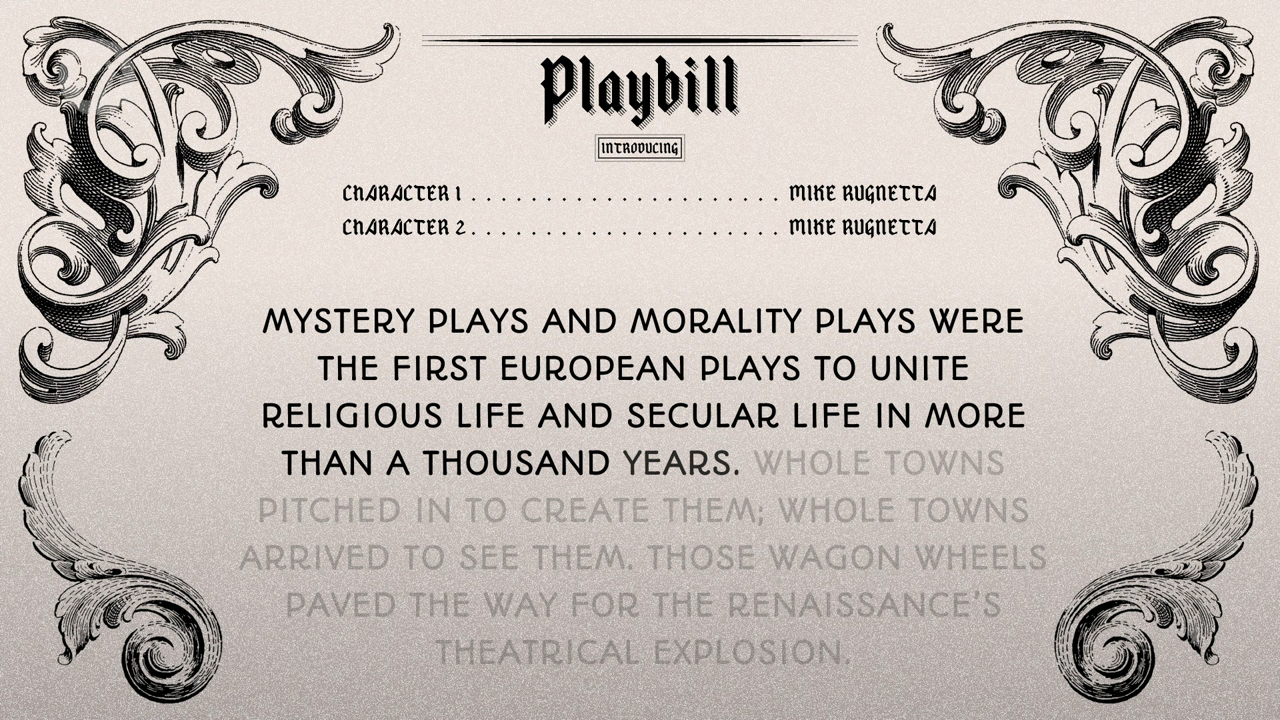 Playbill
INTRODUCING
CHARACTER 1 . . . . . . . . . . . . . . . . . . . . . . . . . MIKE RUGNETTA
CHARACTER 2 . . . . . . . . . . . . . . . . . . . . . . . . . MIKE RUGNETTA
MYSTERY PLAYS AND MORALITY PLAYS WERE
THE FIRST EUROPEAN PLAYS TO UNITE
RELIGIOUS LIFE AND SECULAR LIFE IN MORE
THAN A THOUSAND YEARS. WHOLE TOWNS
PITCHED IN TO CREATE THEM; WHOLE TOWNS
ARRIVED TO SEE THEM. THOSE WAGON WHEELS
PAVED THE WAY FOR THE RENAISSANCE'S
THEATRICAL EXPLOSION.